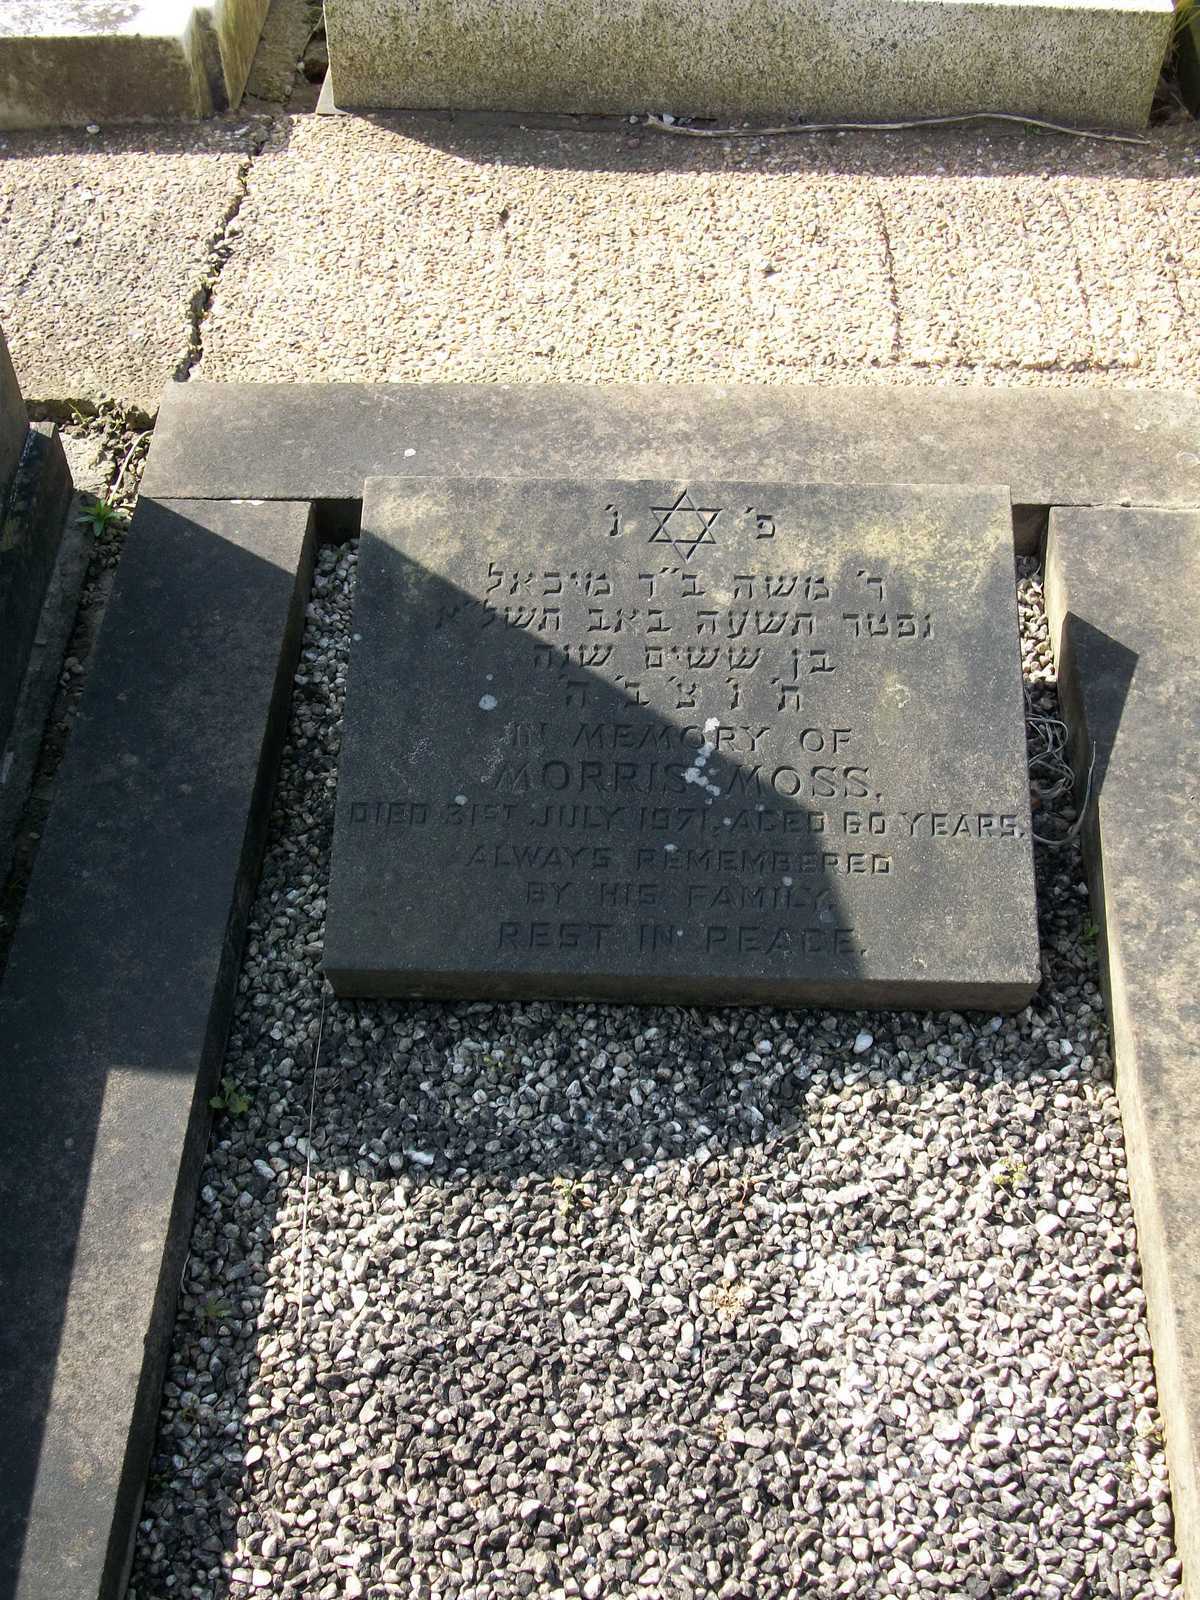 פ׳ נ׳
ר׳ משה ב״ר מיכאל
נפטר תשעה באב תשל״א
בן ששים שנה
ת׳ נ׳ צ׳ ב׳ ה׳
IN MEMORY OF
MORRIS MOSS.
DIED 31ST JULY 1971, AGED 60 YEARS.
ALWAYS REMEMBERED
BY HIS FAMILY.
REST IN PEACE.